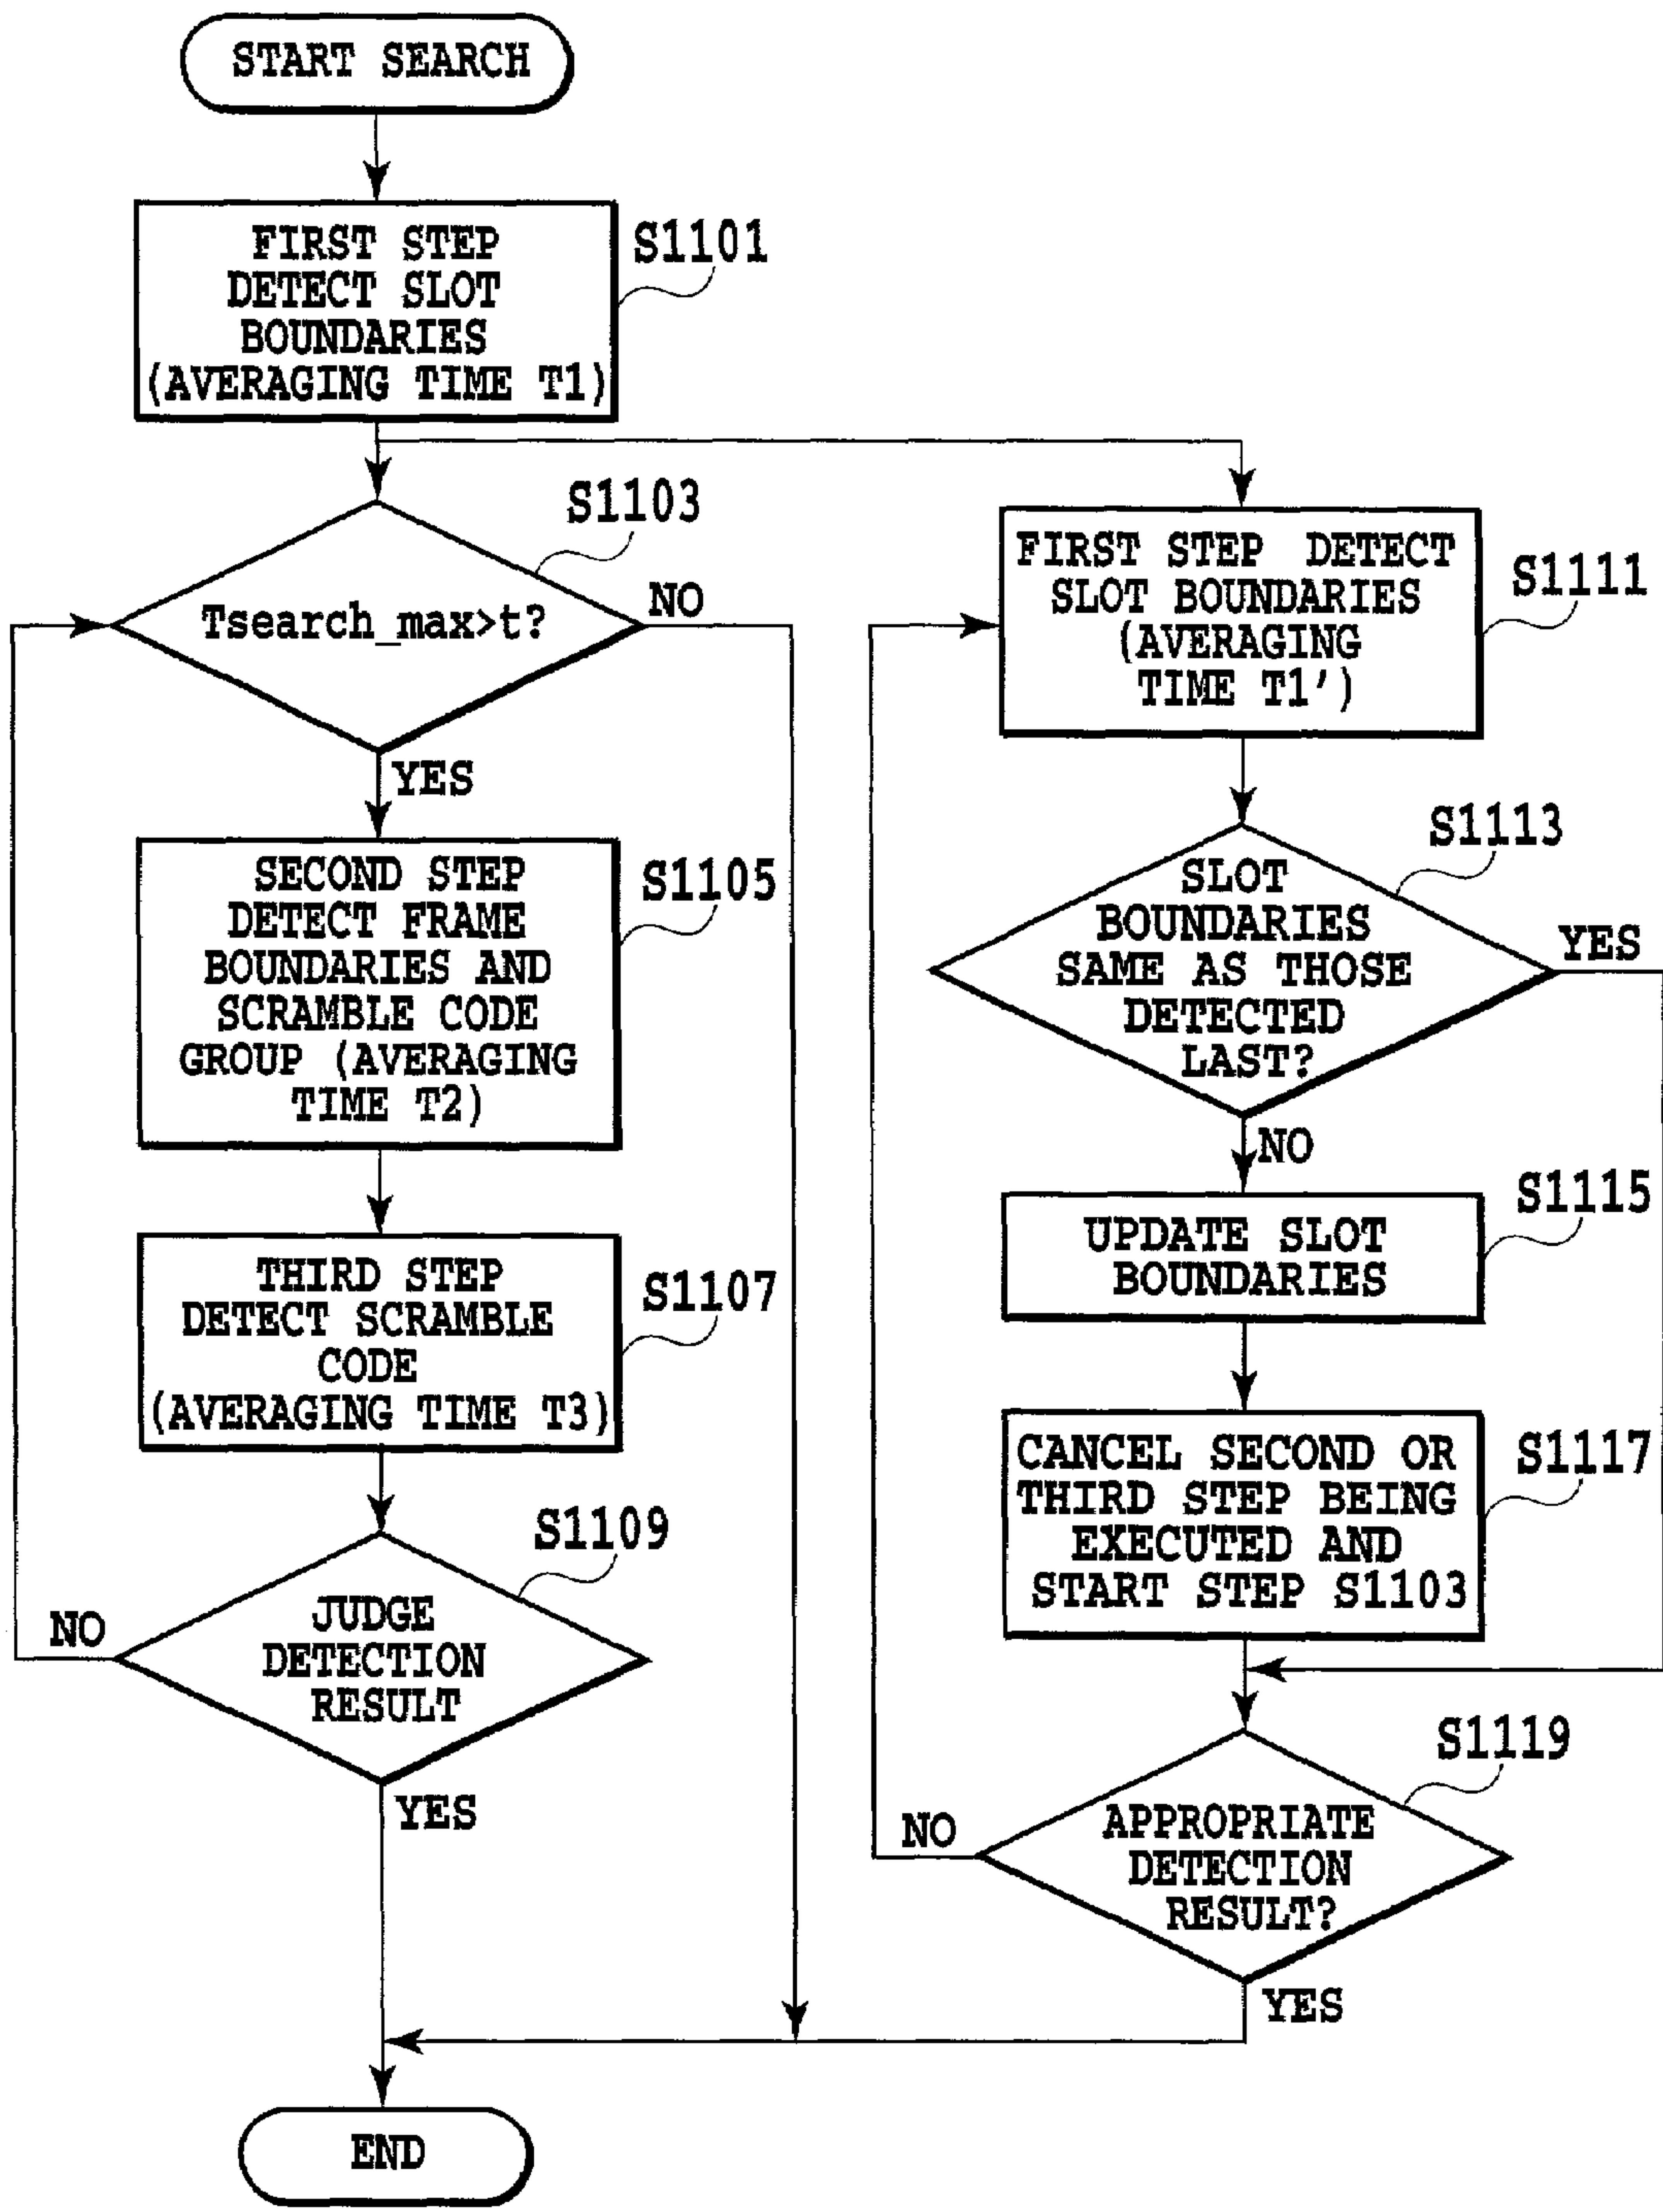 START SEARCH
FIRST STEP
DETECT SLOT
BOUNDARIES
(AVERAGING TIME T1)
S1101
S1103
Tsearch_max>t?
NO
YES
SECOND STEP
DETECT FRAME
BOUNDARIES AND
SCRAMBLE CODE
GROUP (AVERAGING
TIME T2)
S1105
THIRD STEP
DETECT SCRAMBLE
CODE
(AVERAGING TIME T3)
S1107
S1109
JUDGE
DETECTION
RESULT
NO
YES
FIRST STEP DETECT
SLOT BOUNDARIES
(AVERAGING
TIME T1')
S1111
S1113
SLOT
BOUNDARIES
SAME AS THOSE
DETECTED
LAST?
YES
NO
UPDATE SLOT
BOUNDARIES
S1115
CANCEL SECOND OR
THIRD STEP BEING
EXECUTED AND
START STEP S1103
S1117
S1119
APPROPRIATE
DETECTION
RESULT?
NO
YES
END